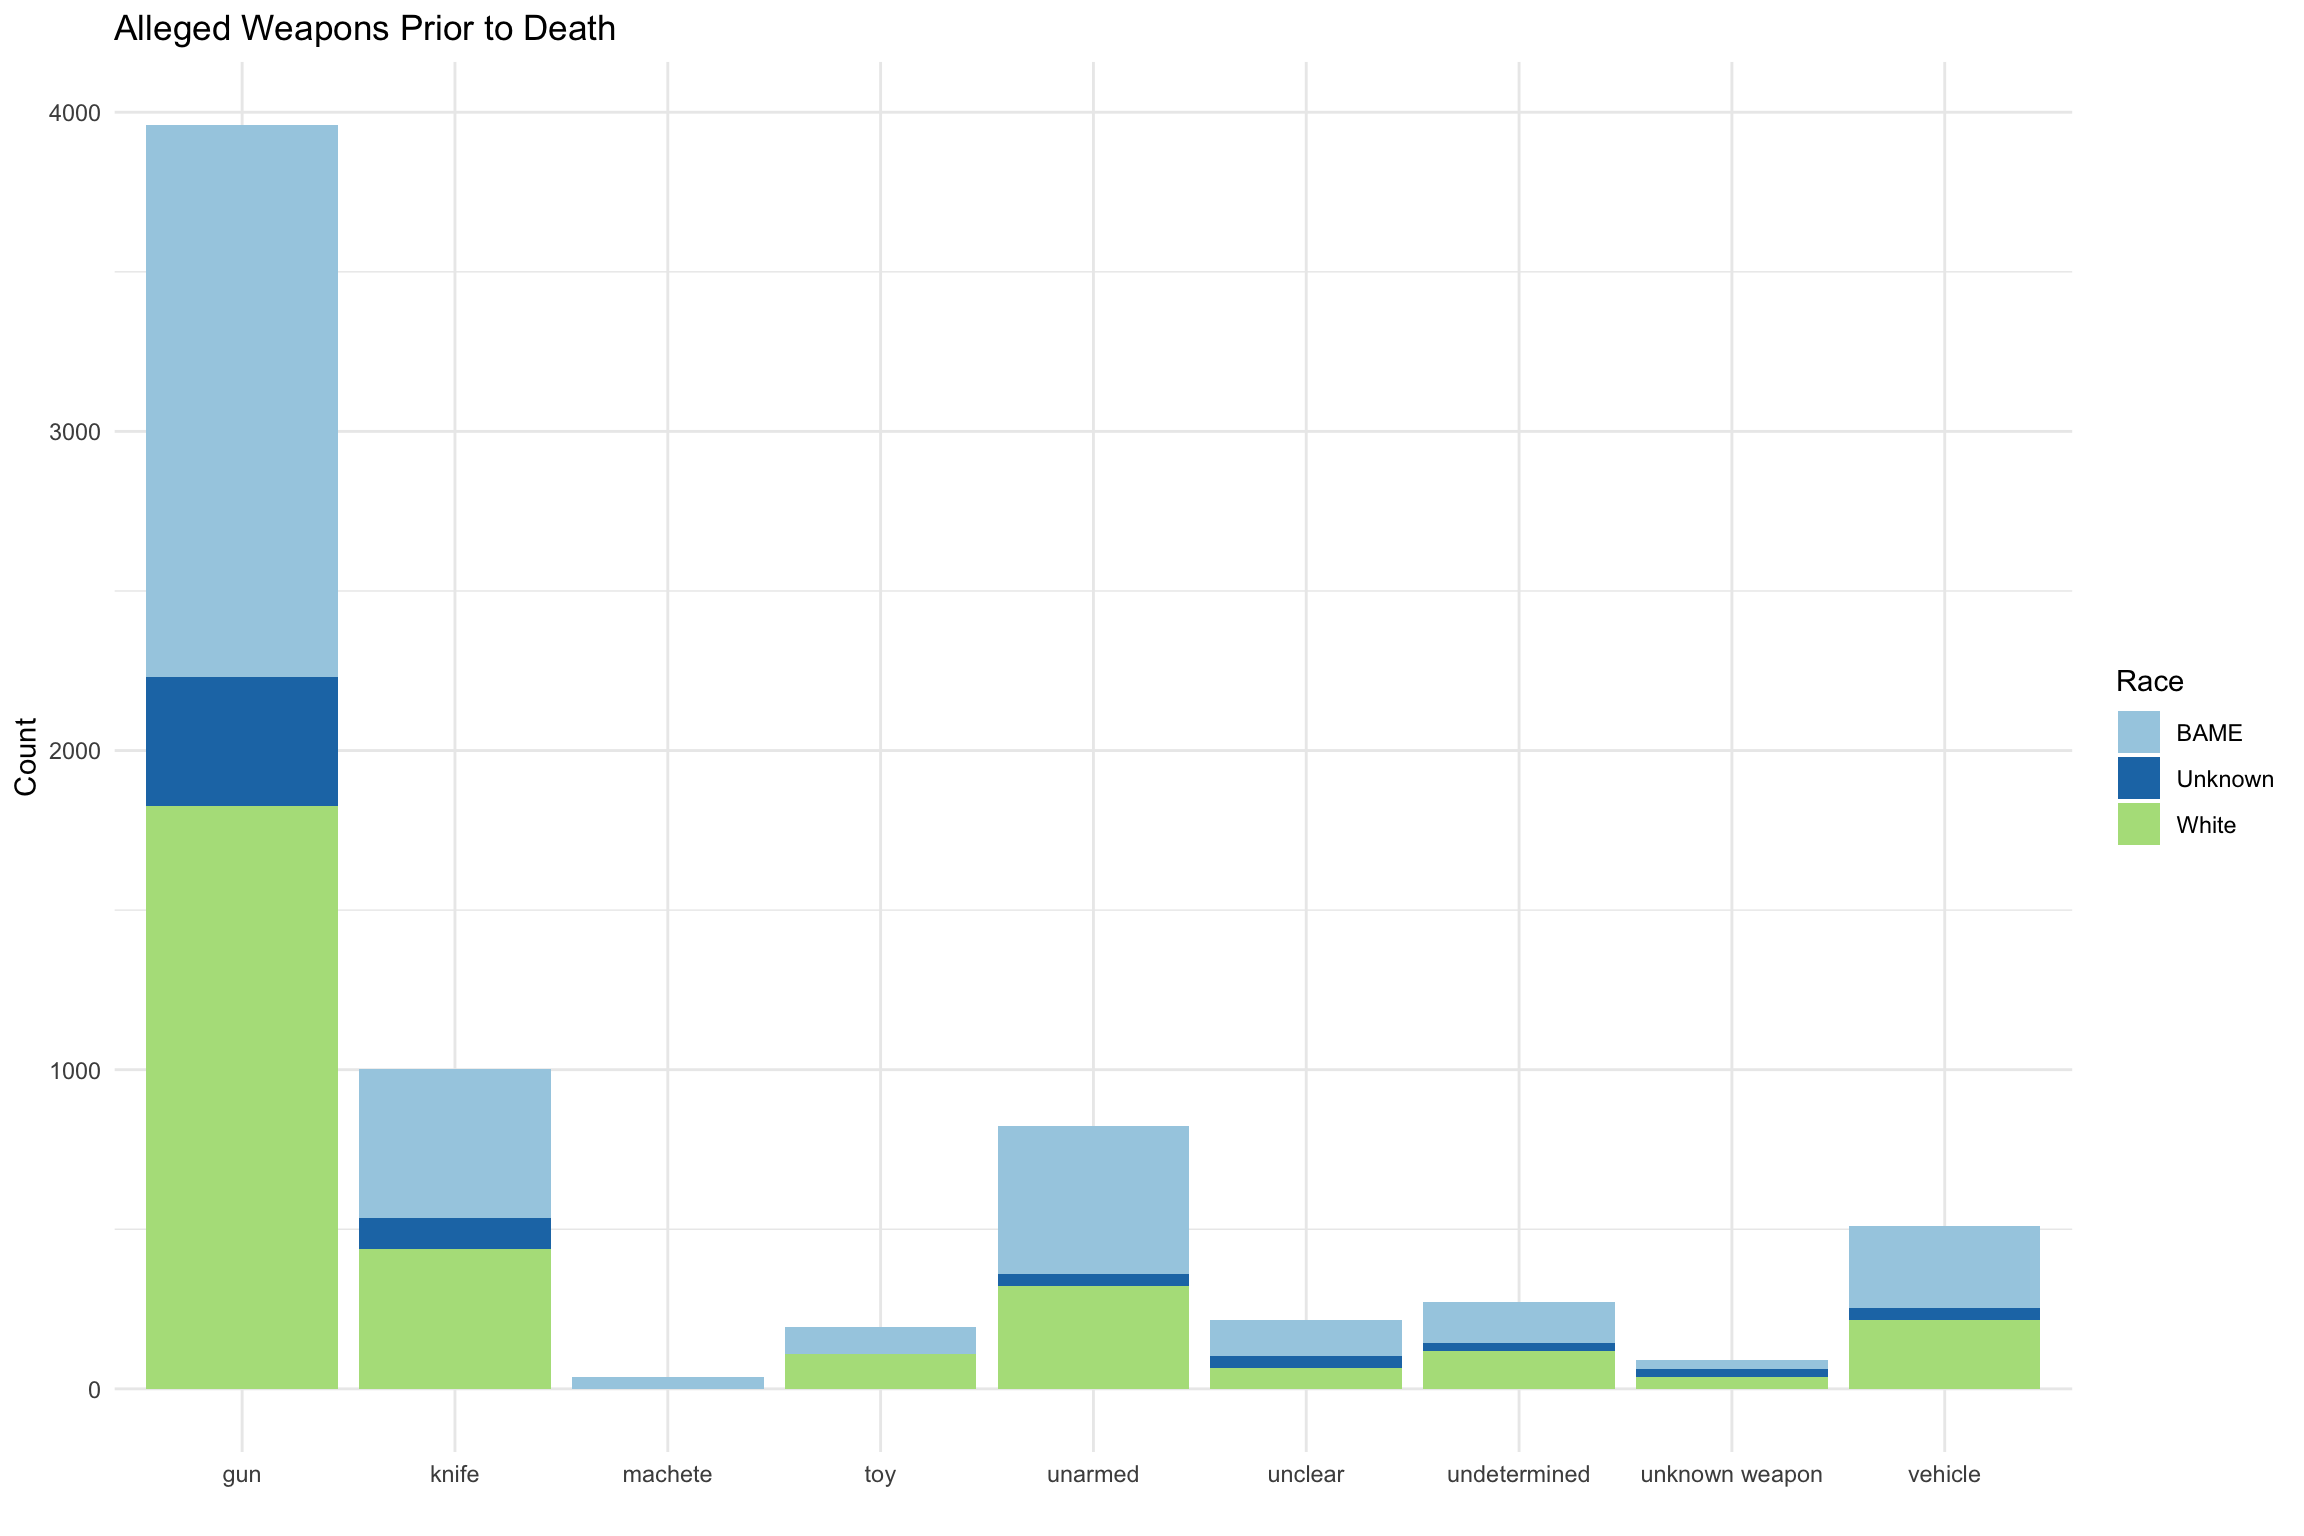 Alleged Weapons Prior to Death
Count
4000
3000
2000
1000
0
gun knife machete toy unarmed unclear undetermined unknown weapon vehicle
Race
BAME
Unknown
White